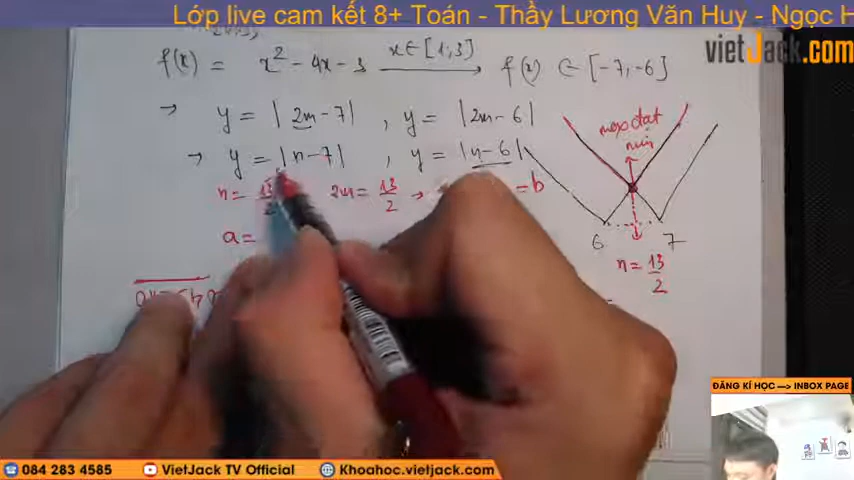 Lớp live cam kết 8+ Toán - Thầy Lương Văn Huy - Ngọc H
vietJack.com
f(x) = x² - 4x - 3 x∈[1;3] → f(x) ∈ [-7,-6]
→ y = |2m-7| , y = |2m-6|
→ y = |n-7| , y = |n-6|
n = 13/2 2m = 13/2 → = b
a =
max đạt
min
6 7
n = 13/2
ĐĂNG KÍ HỌC —> INBOX PAGE
084 283 4585 VietJack TV Official Khoahoc.vietjack.com